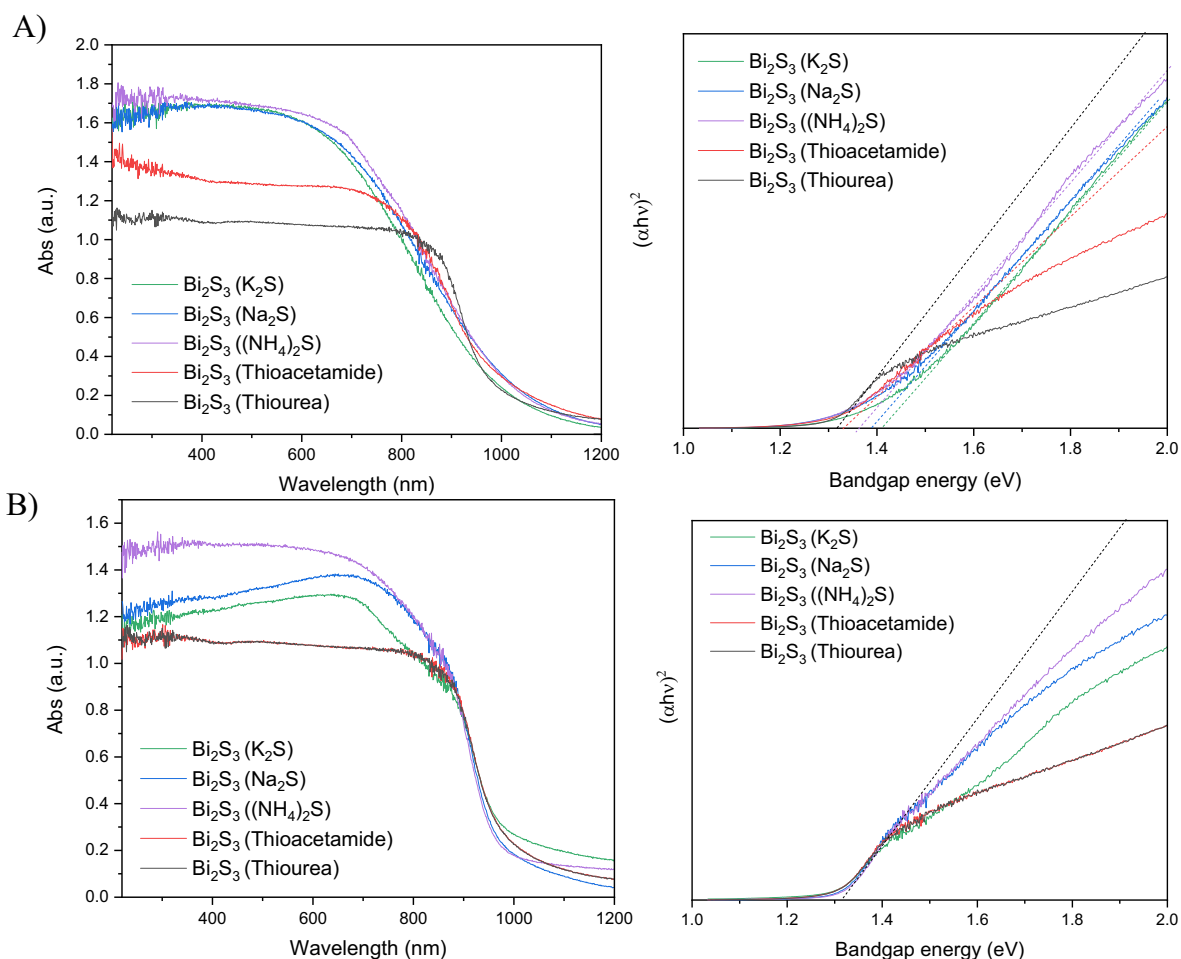 A)
2.0
1.8
1.6
1.4
1.2
1.0
0.8
0.6
0.4
0.2
0.0
Abs (a.u.)
Bi₂S₃ (K₂S)
Bi₂S₃ (Na₂S)
Bi₂S₃ ((NH₄)₂S)
Bi₂S₃ (Thioacetamide)
Bi₂S₃ (Thiourea)
400 600 800 1000 1200
Wavelength (nm)
(αhν)²
Bi₂S₃ (K₂S)
Bi₂S₃ (Na₂S)
Bi₂S₃ ((NH₄)₂S)
Bi₂S₃ (Thioacetamide)
Bi₂S₃ (Thiourea)
1.0 1.2 1.4 1.6 1.8 2.0
Bandgap energy (eV)
B)
1.6
1.4
1.2
1.0
0.8
0.6
0.4
0.2
0.0
Abs (a.u.)
Bi₂S₃ (K₂S)
Bi₂S₃ (Na₂S)
Bi₂S₃ ((NH₄)₂S)
Bi₂S₃ (Thioacetamide)
Bi₂S₃ (Thiourea)
400 600 800 1000 1200
Wavelength (nm)
(αhν)²
Bi₂S₃ (K₂S)
Bi₂S₃ (Na₂S)
Bi₂S₃ ((NH₄)₂S)
Bi₂S₃ (Thioacetamide)
Bi₂S₃ (Thiourea)
1.0 1.2 1.4 1.6 1.8 2.0
Bandgap energy (eV)